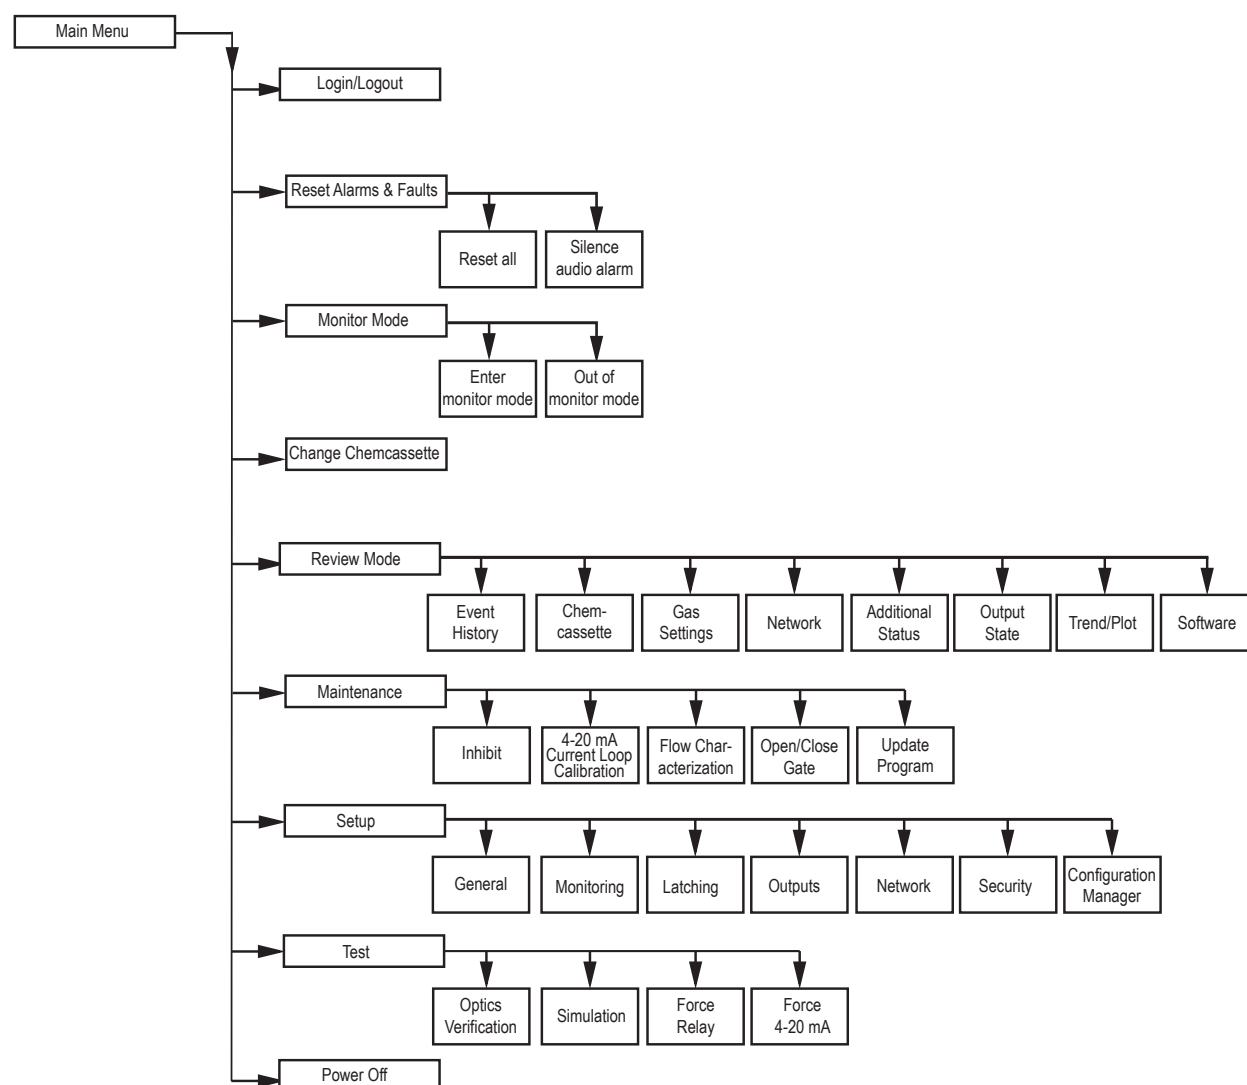 Main Menu
Login/Logout
Reset Alarms & Faults
Reset all
Silence
audio alarm
Monitor Mode
Enter
monitor mode
Out of
monitor mode
Change Chemcassette
Review Mode
Event
History
Chem-
cassette
Gas
Settings
Network
Additional
Status
Output
State
Trend/Plot
Software
Maintenance
Inhibit
4-20 mA
Current Loop
Calibration
Flow Char-
acterization
Open/Close
Gate
Update
Program
Setup
General
Monitoring
Latching
Outputs
Network
Security
Configuration
Manager
Test
Optics
Verification
Simulation
Force
Relay
Force
4-20 mA
Power Off